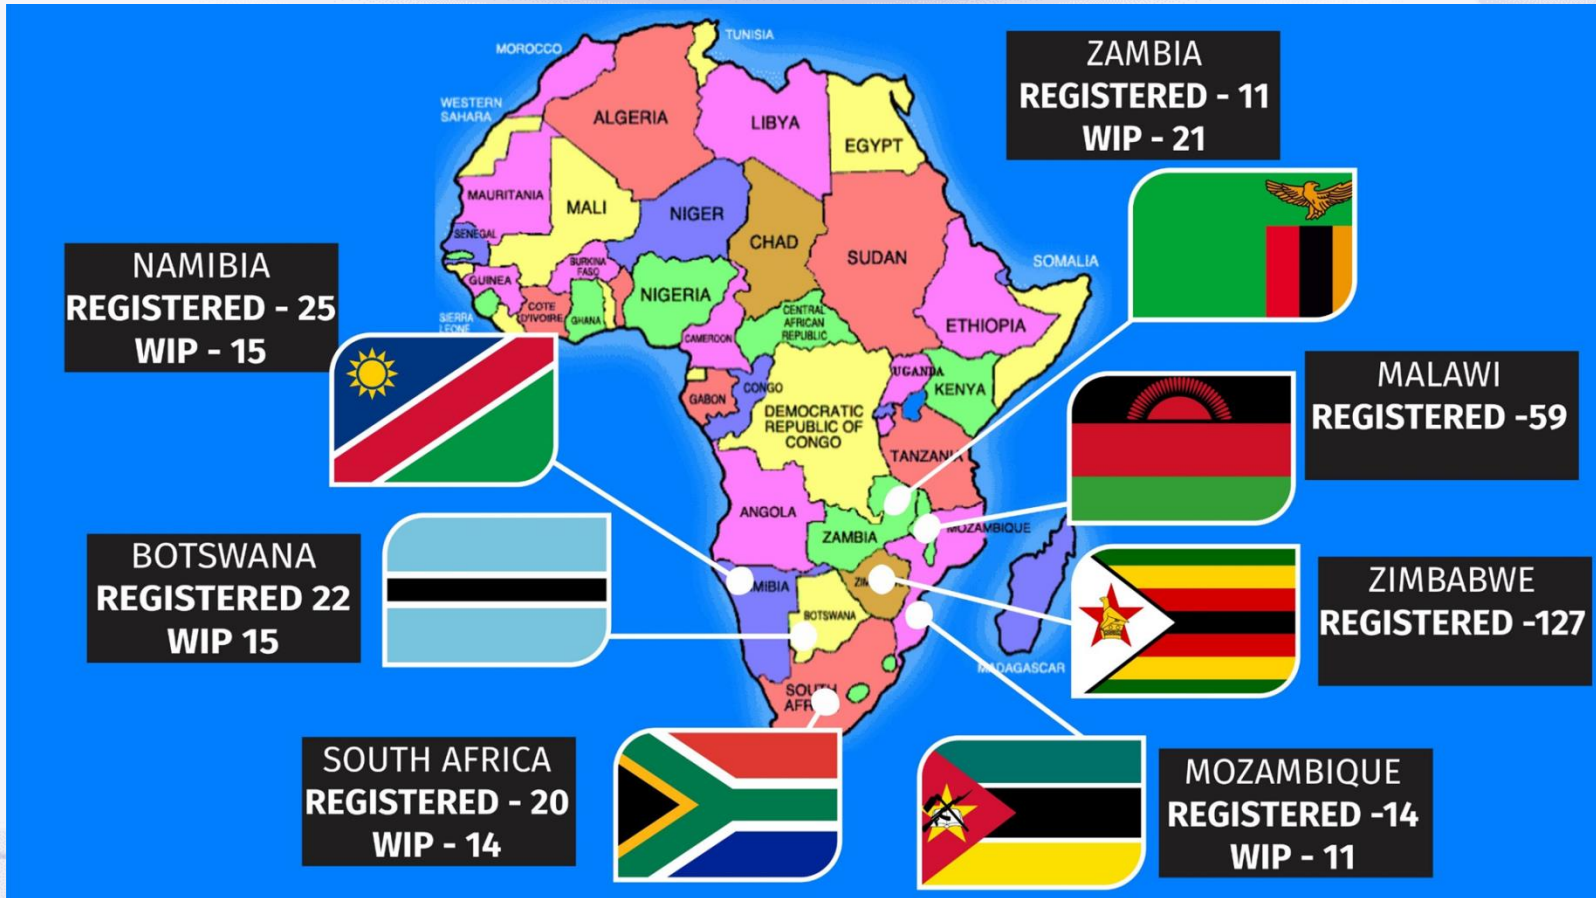 MOROCCO
TUNISIA
WESTERN
SAHARA
ALGERIA
LIBYA
EGYPT
MAURITANIA
MALI
NIGER
CHAD
SUDAN
SENEGAL
GUINEA
BURKINA
FASO
SIERRA
LEONE
COTE
D'IVOIRE
GHANA
NIGERIA
CAMEROON
CENTRAL
AFRICAN
REPUBLIC
ETHIOPIA
SOMALIA
GABON
CONGO
DEMOCRATIC
REPUBLIC OF
CONGO
UGANDA
KENYA
TANZANIA
ANGOLA
ZAMBIA
MOZAMBIQUE
BOTSWANA
MADAGASCAR
SOUTH
ZAMBIA
REGISTERED - 11
WIP - 21
NAMIBIA
REGISTERED - 25
WIP - 15
MALAWI
REGISTERED -59
BOTSWANA
REGISTERED 22
WIP 15
ZIMBABWE
REGISTERED -127
SOUTH AFRICA
REGISTERED - 20
WIP - 14
MOZAMBIQUE
REGISTERED -14
WIP - 11